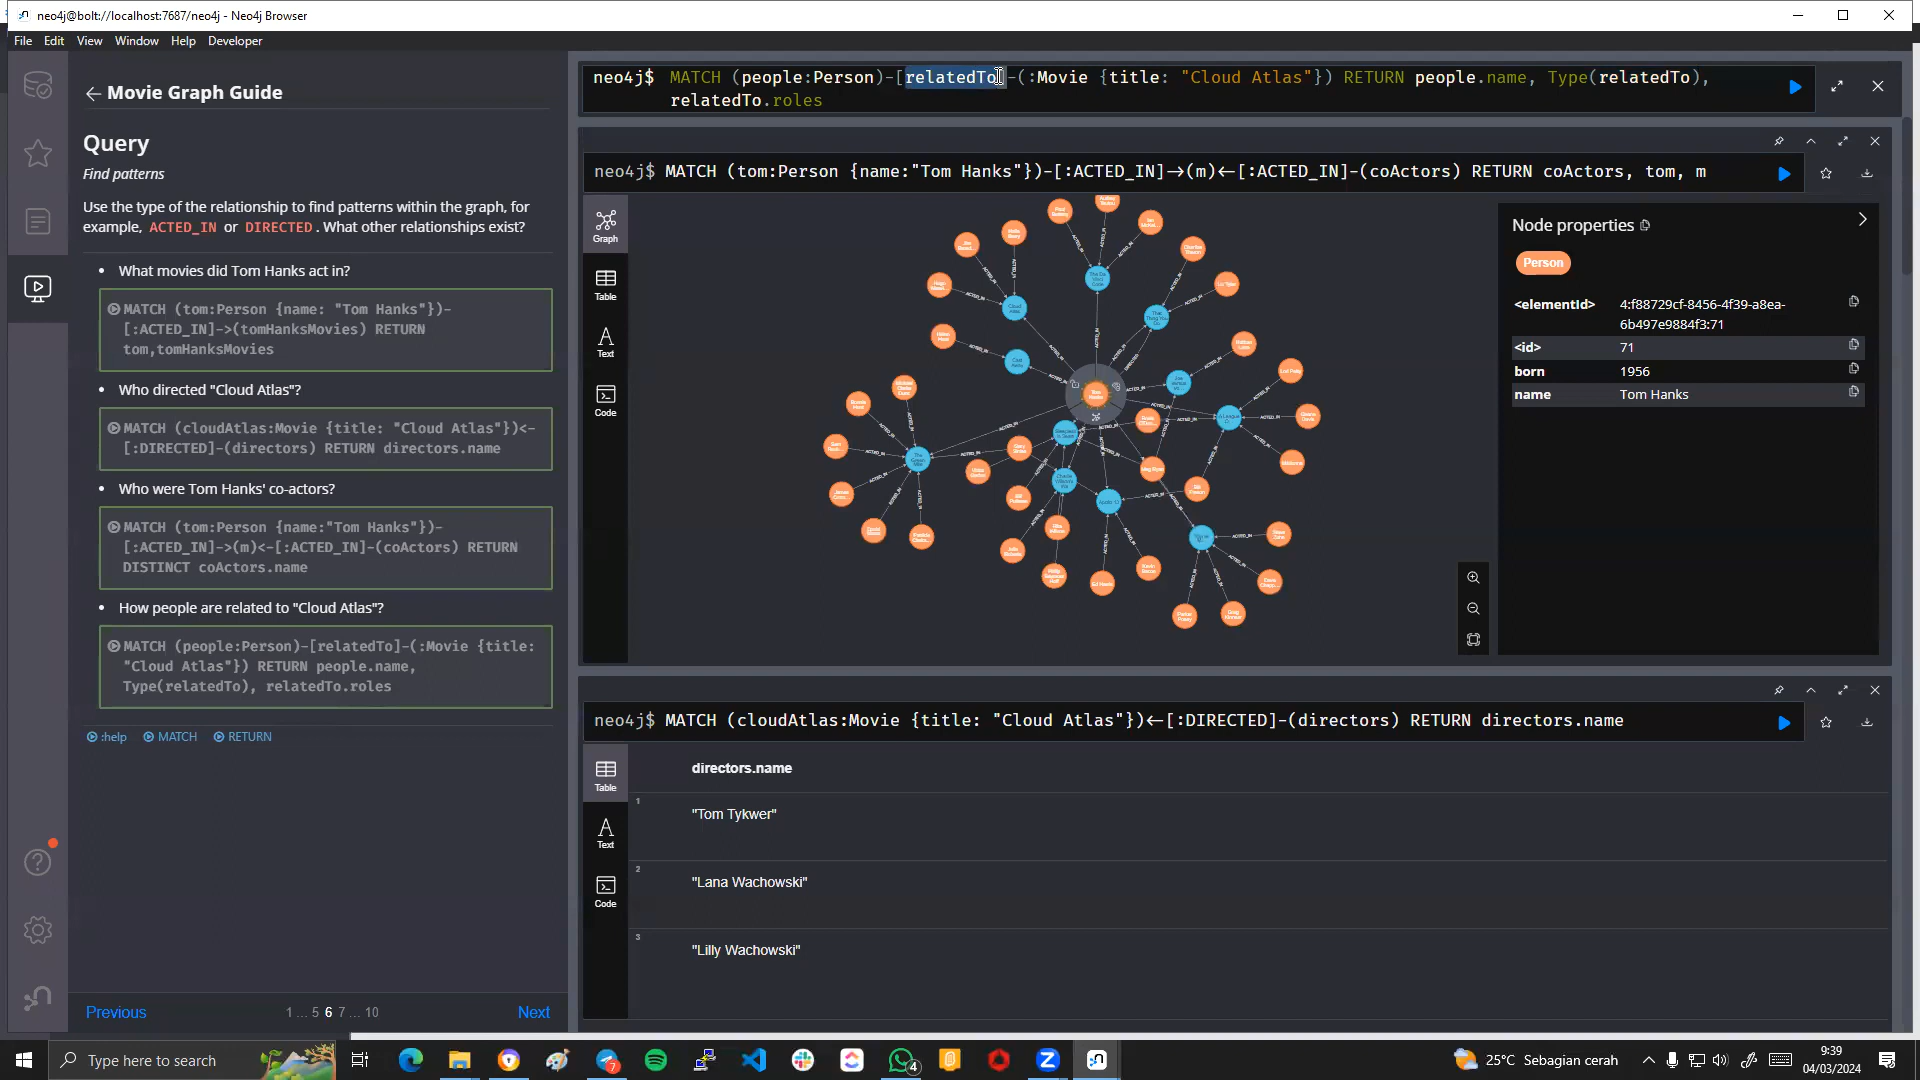 neo4j@bolt://localhost:7687/neo4j - Neo4j Browser
File Edit View Window Help Developer
Movie Graph Guide
Query
Find patterns
Use the type of the relationship to find patterns within the graph, for
example, ACTED_IN or DIRECTED. What other relationships exist?
• What movies did Tom Hanks act in?
MATCH (tom:Person {name: "Tom Hanks"})-
[:ACTED_IN]->(tomHanksMovies) RETURN
tom,tomHanksMovies
• Who directed "Cloud Atlas"?
MATCH (cloudAtlas:Movie {title: "Cloud Atlas"})<-
[:DIRECTED]-(directors) RETURN directors.name
• Who were Tom Hanks' co-actors?
MATCH (tom:Person {name:"Tom Hanks"})-
[:ACTED_IN]->(m)<-[:ACTED_IN]-(coActors) RETURN
DISTINCT coActors.name
• How people are related to "Cloud Atlas"?
MATCH (people:Person)-[relatedTo]-(:Movie {title:
"Cloud Atlas"}) RETURN people.name,
Type(relatedTo), relatedTo.roles
:help MATCH RETURN
Previous 1 ... 5 6 7 ... 10 Next
neo4j$ MATCH (people:Person)-[relatedTo]-(:Movie {title: "Cloud Atlas"}) RETURN people.name, Type(relatedTo),
relatedTo.roles
neo4j$ MATCH (tom:Person {name:"Tom Hanks"})-[:ACTED_IN]->(m)<-[:ACTED_IN]-(coActors) RETURN coActors, tom, m
Graph
Table
Text
Code
Node properties
Person
<elementId> 4:f88729cf-8456-4f39-a8ea-
6b497e9884f3:71
<id> 71
born 1956
name Tom Hanks
neo4j$ MATCH (cloudAtlas:Movie {title: "Cloud Atlas"})<-[:DIRECTED]-(directors) RETURN directors.name
Table
Text
Code
directors.name
1 "Tom Tykwer"
2 "Lana Wachowski"
3 "Lilly Wachowski"
Type here to search
7
4
25°C Sebagian cerah
9:39
04/03/2024